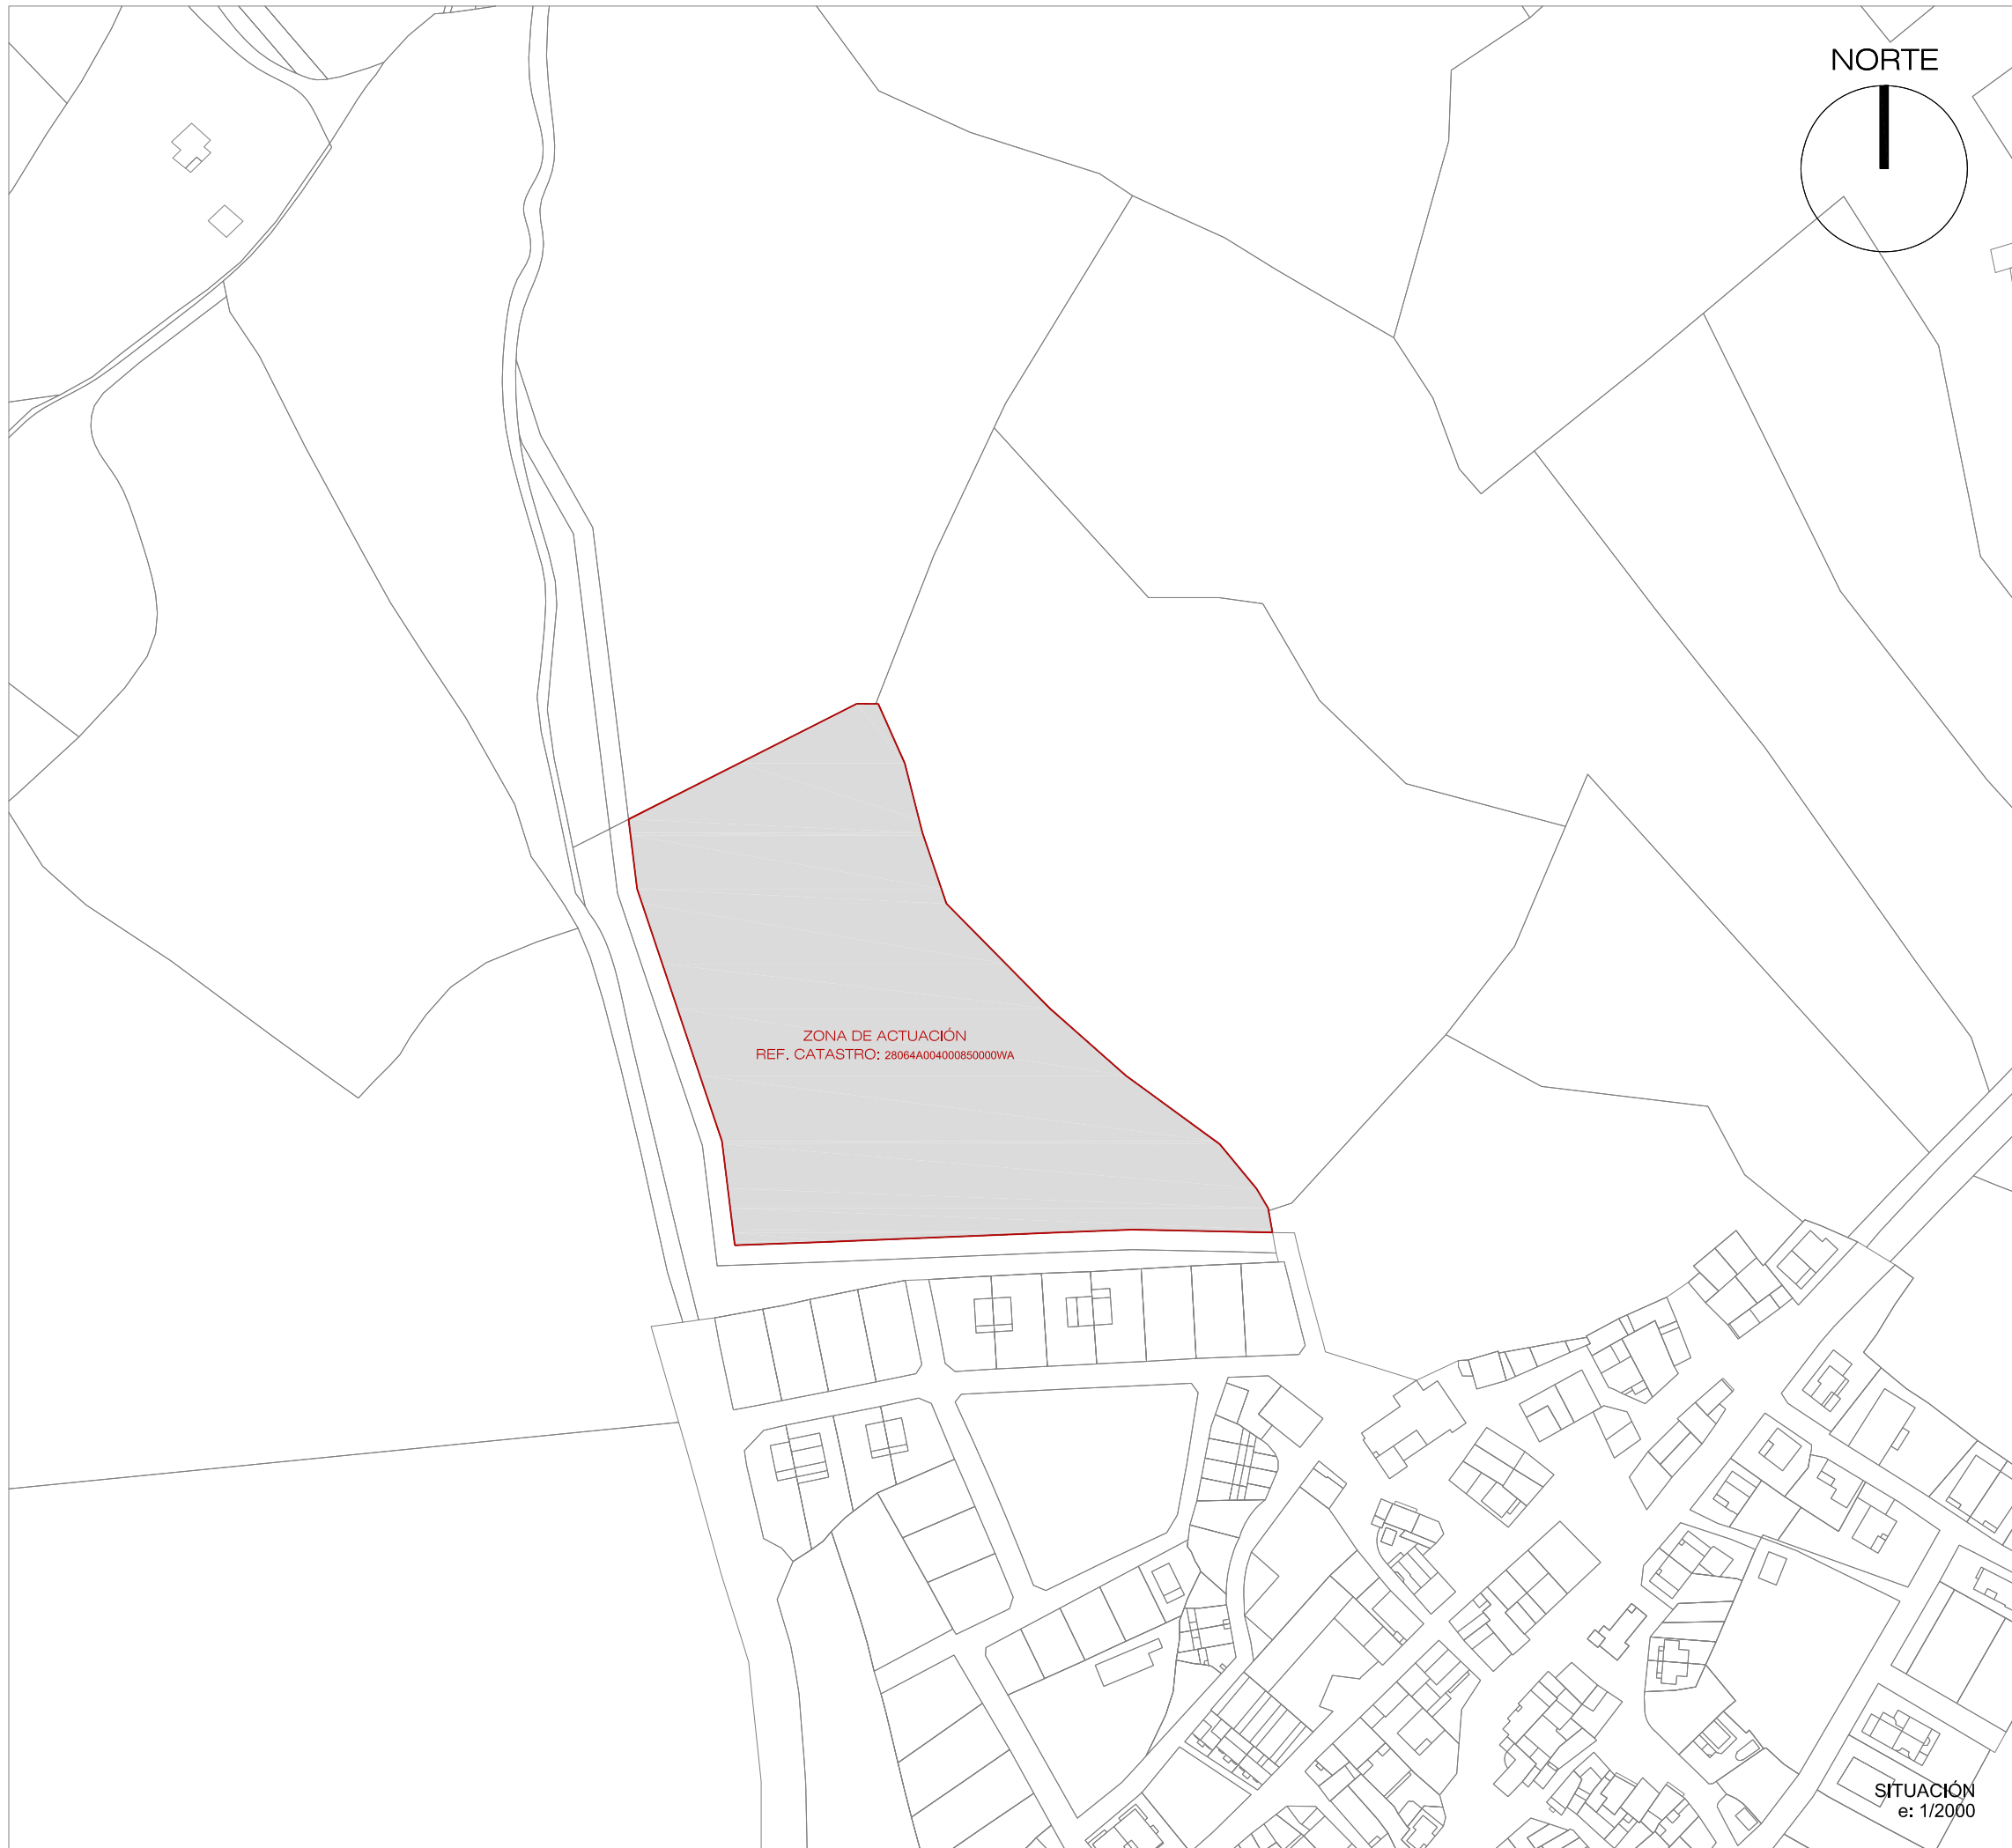 NORTE
ZONA DE ACTUACIÓN
REF. CATASTRO: 28064A004000850000WA
SITUACIÓN
e: 1/2000